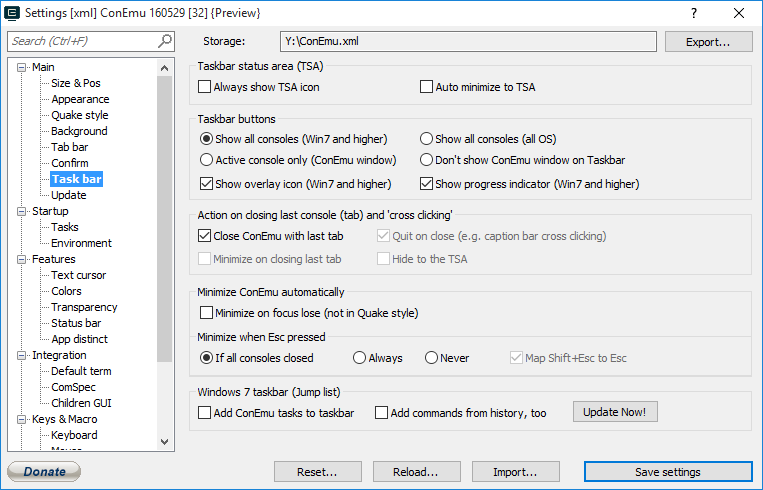 Settings [xml] ConEmu 160529 [32] {Preview}
?
Search (Ctrl+F)
Storage:
Y:\ConEmu.xml
Export...
Main
Size & Pos
Appearance
Quake style
Background
Tab bar
Confirm
Task bar
Update
Startup
Tasks
Environment
Features
Text cursor
Colors
Transparency
Status bar
App distinct
Integration
Default term
ComSpec
Children GUI
Keys & Macro
Keyboard
Taskbar status area (TSA)
Always show TSA icon
Auto minimize to TSA
Taskbar buttons
Show all consoles (Win7 and higher)
Show all consoles (all OS)
Active console only (ConEmu window)
Don't show ConEmu window on Taskbar
Show overlay icon (Win7 and higher)
Show progress indicator (Win7 and higher)
Action on closing last console (tab) and 'cross clicking'
Close ConEmu with last tab
Quit on close (e.g. caption bar cross clicking)
Minimize on closing last tab
Hide to the TSA
Minimize ConEmu automatically
Minimize on focus lose (not in Quake style)
Minimize when Esc pressed
If all consoles closed
Always
Never
Map Shift+Esc to Esc
Windows 7 taskbar (Jump list)
Add ConEmu tasks to taskbar
Add commands from history, too
Update Now!
Donate
Reset...
Reload...
Import...
Save settings